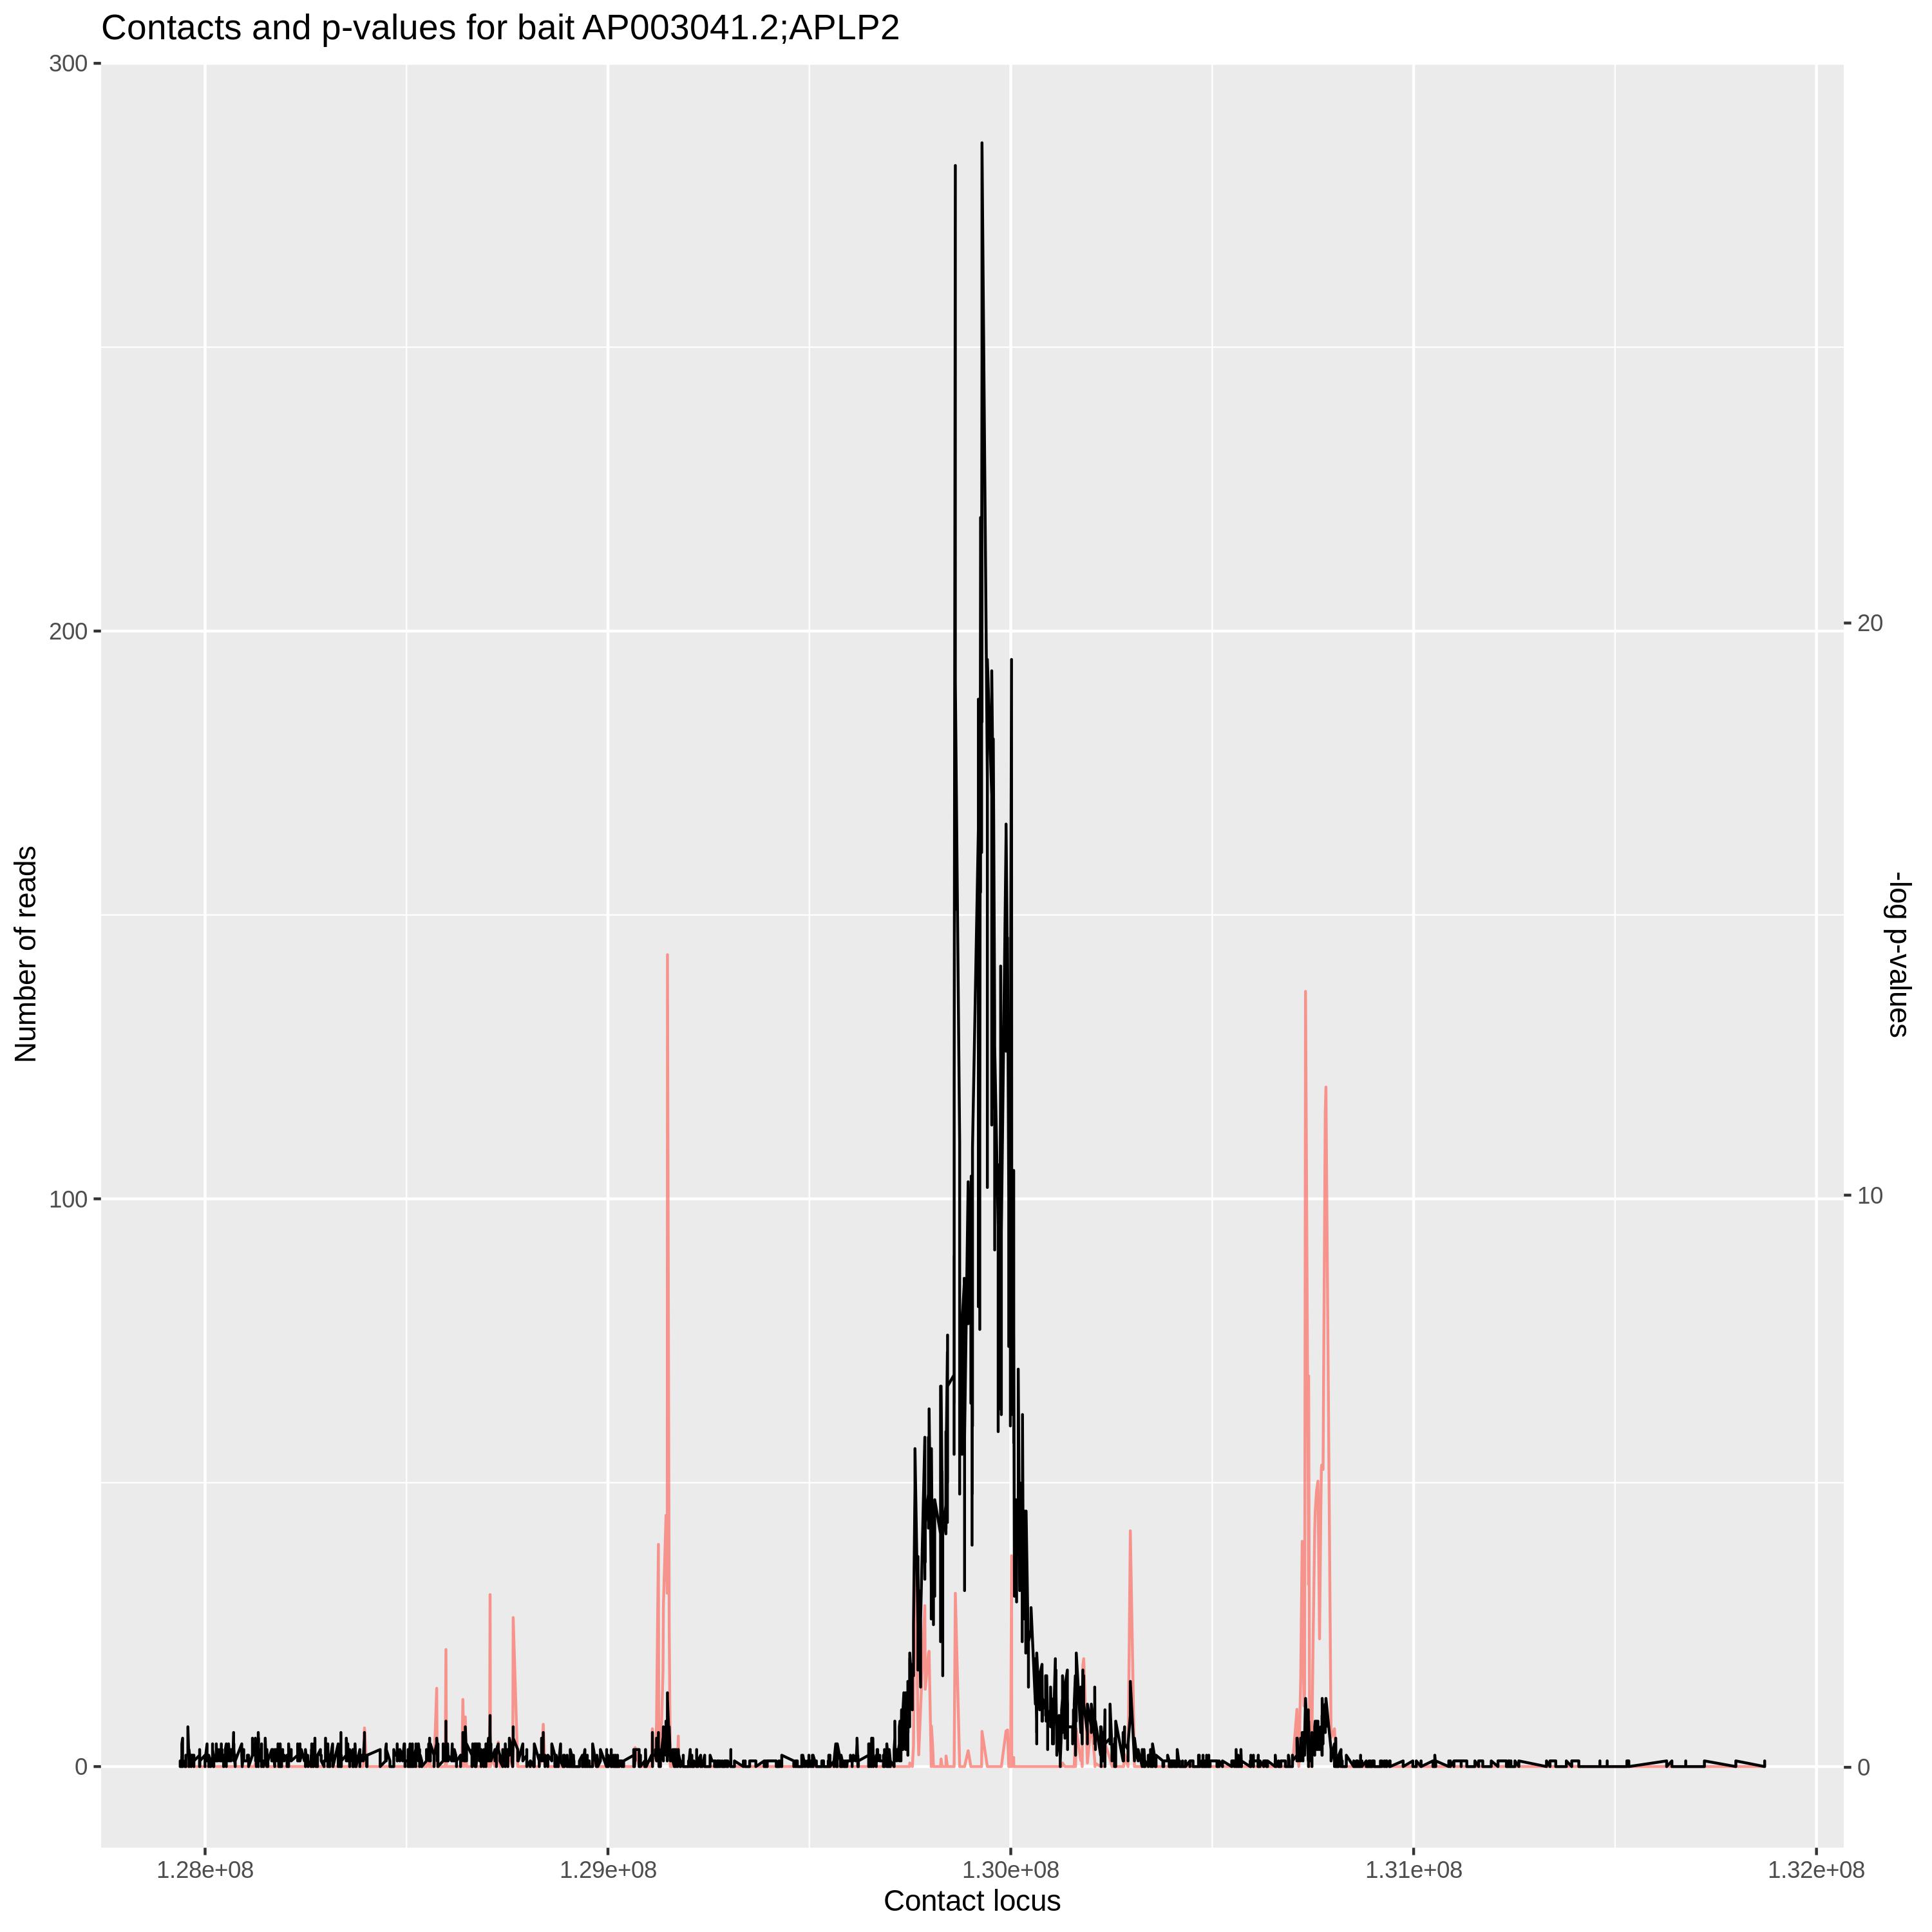 Contacts and p-values for bait AP003041.2;APLP2
300
200
100
0
Number of reads
20
10
0
-log p-values
1.28e+08
1.29e+08
1.30e+08
1.31e+08
1.32e+08
Contact locus